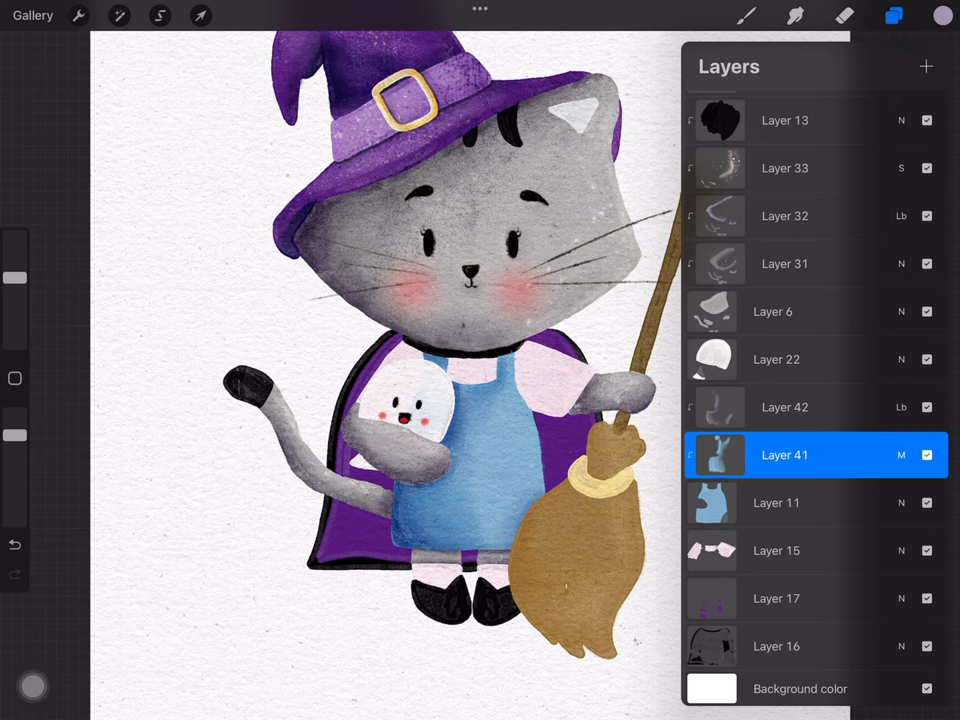 Gallery
Layers
Layer 13 N
Layer 33 S
Layer 32 Lb
Layer 31 N
Layer 6 N
Layer 22 N
Layer 42 Lb
Layer 41 M
Layer 11 N
Layer 15 N
Layer 17 N
Layer 16 N
Background color